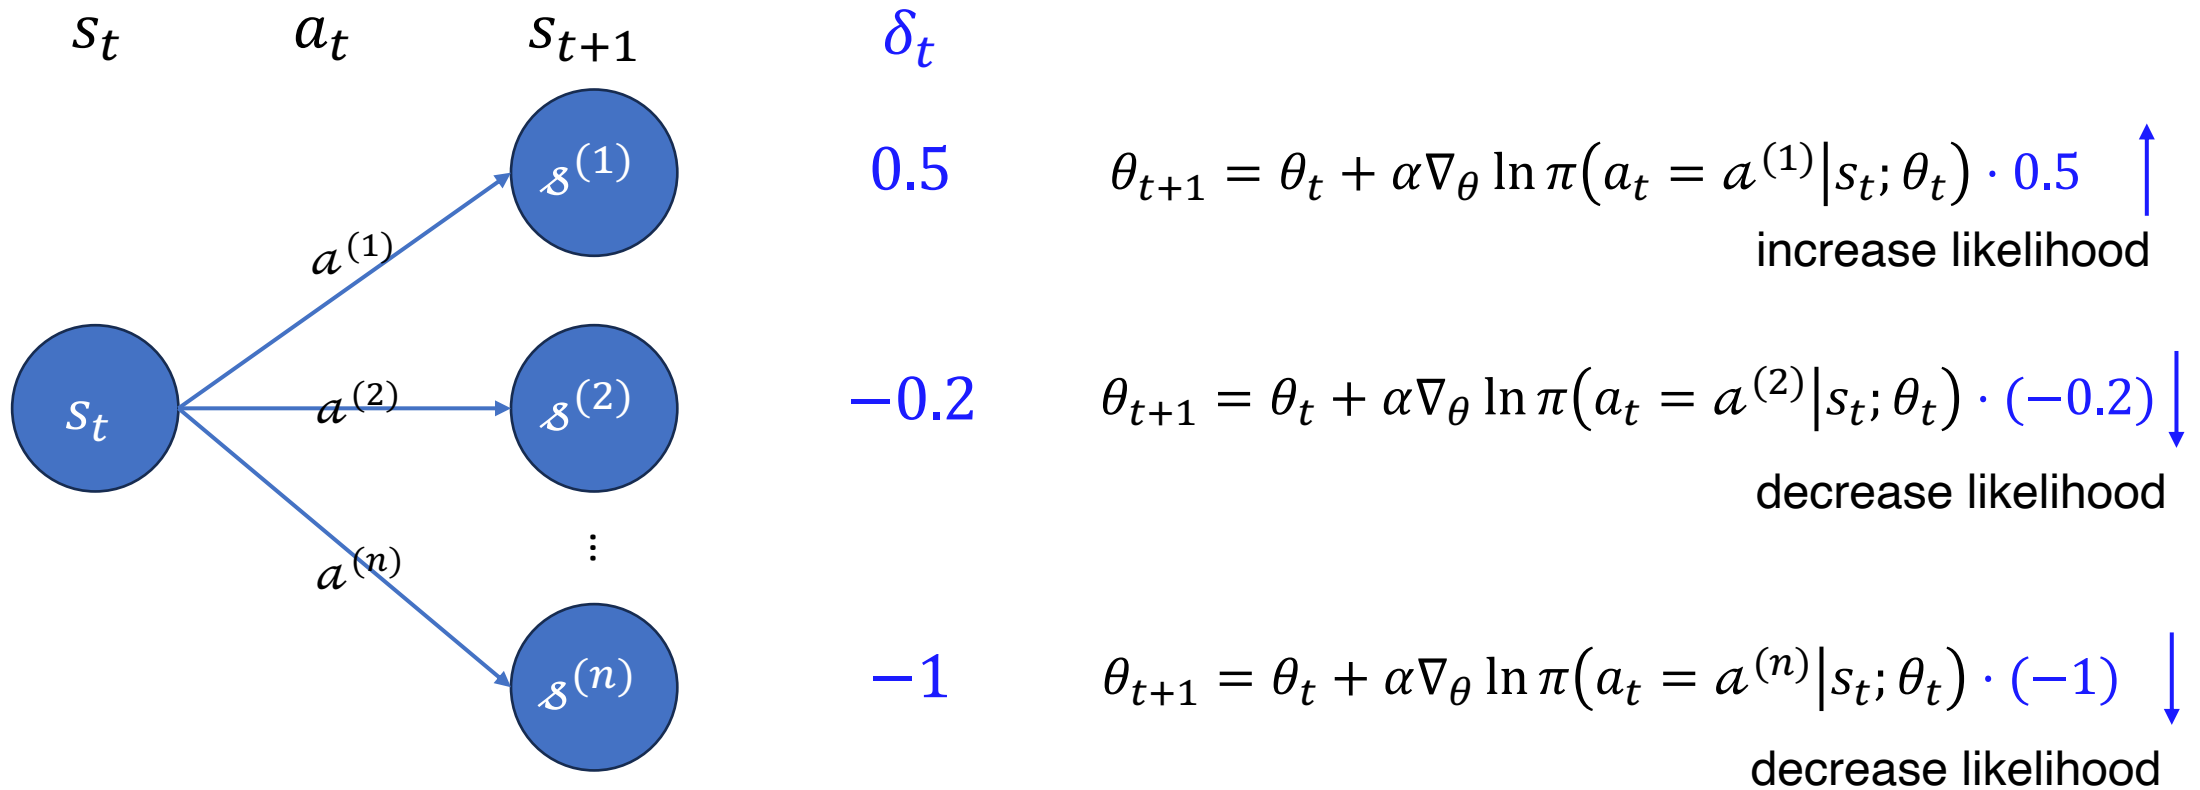 s_t a_t s_{t+1} δ_t
𝓈^{(1)} 0.5 θ_{t+1} = θ_t + α∇_θ ln π(a_t = 𝒶^{(1)}|s_t; θ_t) · 0.5
𝒶^{(1)} increase likelihood
s_t 𝒶^{(2)} 𝓈^{(2)} −0.2 θ_{t+1} = θ_t + α∇_θ ln π(a_t = 𝒶^{(2)}|s_t; θ_t) · (−0.2)
decrease likelihood
𝒶^{(n)} ⋮
𝓈^{(n)} −1 θ_{t+1} = θ_t + α∇_θ ln π(a_t = 𝒶^{(n)}|s_t; θ_t) · (−1)
decrease likelihood